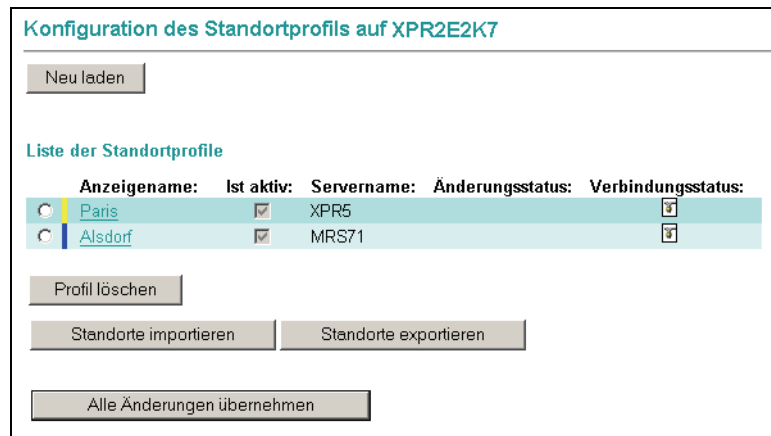 Konfiguration des Standortprofils auf XPR2E2K7
Neu laden
Liste der Standortprofile
Anzeigename: Ist aktiv: Servername: Änderungsstatus: Verbindungsstatus:
Paris XPR5
Alsdorf MRS71
Profil löschen
Standorte importieren Standorte exportieren
Alle Änderungen übernehmen